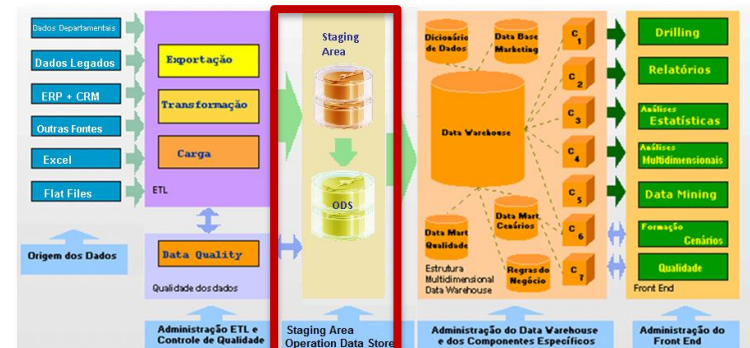 Dados Departamentais
Dados Legados
ERP + CRM
Outras Fontes
Excel
Flat Files
Origem dos Dados
Exportação
Transformação
Carga
ETL
Data Quality
Qualidade dos dados
Administração ETL e
Controle de Qualidade
Staging
Area
ODS
Staging Area
Operation Data Store
Dicionário
de Dados
Data Base
Marketing
Data Warehouse
Data Mart
Qualidade
Data Mart,
Cenários
Regras do
Negócio
Estrutura
Multidimensional
Data Warehouse
C1
C2
C3
C4
C5
C6
C7
Administração do Data Warehouse
e dos Componentes Específicos
Drilling
Relatórios
Análises
Estatísticas
Análises
Multidimensionais
Data Mining
Formação
Cenários
Qualidade
Front End
Administração do
Front End